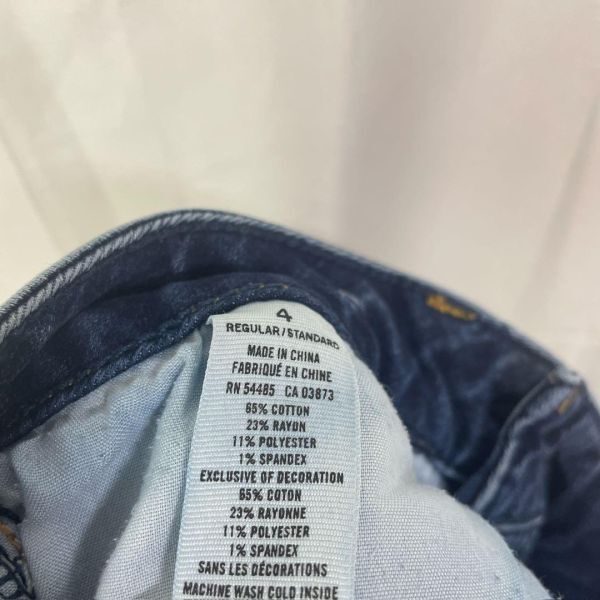 4
REGULAR/STANDARD
MADE IN CHINA
FABRIQUÉ EN CHINE
RN 54485 CA 03873
65% COTTON
23% RAYON
11% POLYESTER
1% SPANDEX
EXCLUSIVE OF DECORATION
65% COTON
23% RAYONNE
11% POLYESTER
1% SPANDEX
SANS LES DÉCORATIONS
MACHINE WASH COLD INSIDE